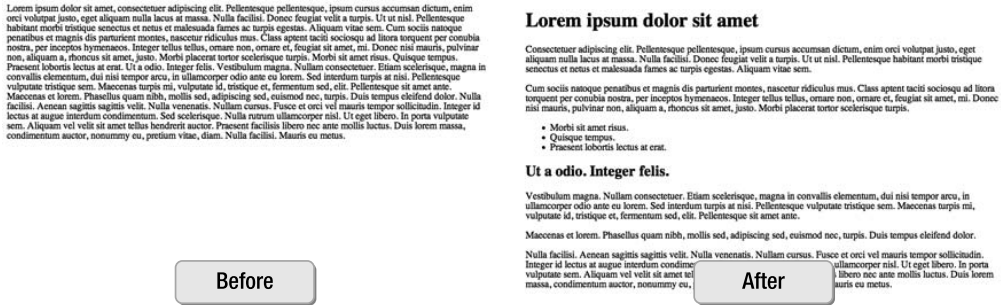 Lorem ipsum dolor sit amet, consectetuer adipiscing elit. Pellentesque pellentesque, ipsum cursus accumsan dictum, enim
orci volutpat justo, eget aliquam nulla lacus at massa. Nulla facilisi. Donec feugiat velit a turpis. Ut ut nisl. Pellentesque
habitant morbi tristique senectus et netus et malesuada fames ac turpis egestas. Aliquam vitae sem. Cum sociis natoque
penatibus et magnis dis parturient montes, nascetur ridiculus mus. Class aptent taciti sociosqu ad litora torquent per conubia
nostra, per inceptos hymenaeos. Integer tellus tellus, ornare non, ornare et, feugiat sit amet, mi. Donec nisi mauris, pulvinar
non, aliquam a, rhoncus sit amet, justo. Morbi placerat tortor scelerisque turpis. Morbi sit amet risus. Quisque tempus.
Praesent lobortis lectus at erat. Ut a odio. Integer felis. Vestibulum magna. Nullam consectetuer. Etiam scelerisque, magna in
convallis elementum, dui nisi tempor arcu, in ullamcorper odio ante eu lorem. Sed interdum turpis at nisi. Pellentesque
vulputate tristique sem. Maecenas turpis mi, vulputate id, tristique et, fermentum sed, elit. Pellentesque sit amet ante.
Maecenas et lorem. Phasellus quam nibh, mollis sed, adipiscing sed, euismod nec, turpis. Duis tempus eleifend dolor. Nulla
facilisi. Aenean sagittis sagittis velit. Nulla venenatis. Nullam cursus. Fusce et orci vel mauris tempor sollicitudin. Integer id
lectus at augue interdum condimentum. Sed scelerisque. Nulla rutrum ullamcorper nisl. Ut eget libero. In porta vulputate
sem. Aliquam vel velit sit amet tellus hendrerit auctor. Praesent facilisis libero nec ante mollis luctus. Duis lorem massa,
condimentum auctor, nonummy eu, pretium vitae, diam. Nulla facilisi. Mauris eu metus.
Before
Lorem ipsum dolor sit amet
Consectetuer adipiscing elit. Pellentesque pellentesque, ipsum cursus accumsan dictum, enim orci volutpat justo, eget
aliquam nulla lacus at massa. Nulla facilisi. Donec feugiat velit a turpis. Ut ut nisl. Pellentesque habitant morbi tristique
senectus et netus et malesuada fames ac turpis egestas. Aliquam vitae sem.
Cum sociis natoque penatibus et magnis dis parturient montes, nascetur ridiculus mus. Class aptent taciti sociosqu ad litora
torquent per conubia nostra, per inceptos hymenaeos. Integer tellus tellus, ornare non, ornare et, feugiat sit amet, mi. Donec
nisi mauris, pulvinar non, aliquam a, rhoncus sit amet, justo. Morbi placerat tortor scelerisque turpis.
• Morbi sit amet risus.
• Quisque tempus.
• Praesent lobortis lectus at erat.
Ut a odio. Integer felis.
Vestibulum magna. Nullam consectetuer. Etiam scelerisque, magna in convallis elementum, dui nisi tempor arcu, in
ullamcorper odio ante eu lorem. Sed interdum turpis at nisi. Pellentesque vulputate tristique sem. Maecenas turpis mi,
vulputate id, tristique et, fermentum sed, elit. Pellentesque sit amet ante.
Maecenas et lorem. Phasellus quam nibh, mollis sed, adipiscing sed, euismod nec, turpis. Duis tempus eleifend dolor.
Nulla facilisi. Aenean sagittis sagittis velit. Nulla venenatis. Nullam cursus. Fusce et orci vel mauris tempor sollicitudin.
Integer id lectus at augue interdum ullamcorper nisl. Ut eget libero. In porta
vulputate sem. Aliquam vel velit sit amet libero nec ante mollis luctus. Duis lorem
massa, condimentum auctor, nonummy eu, eu metus.
After